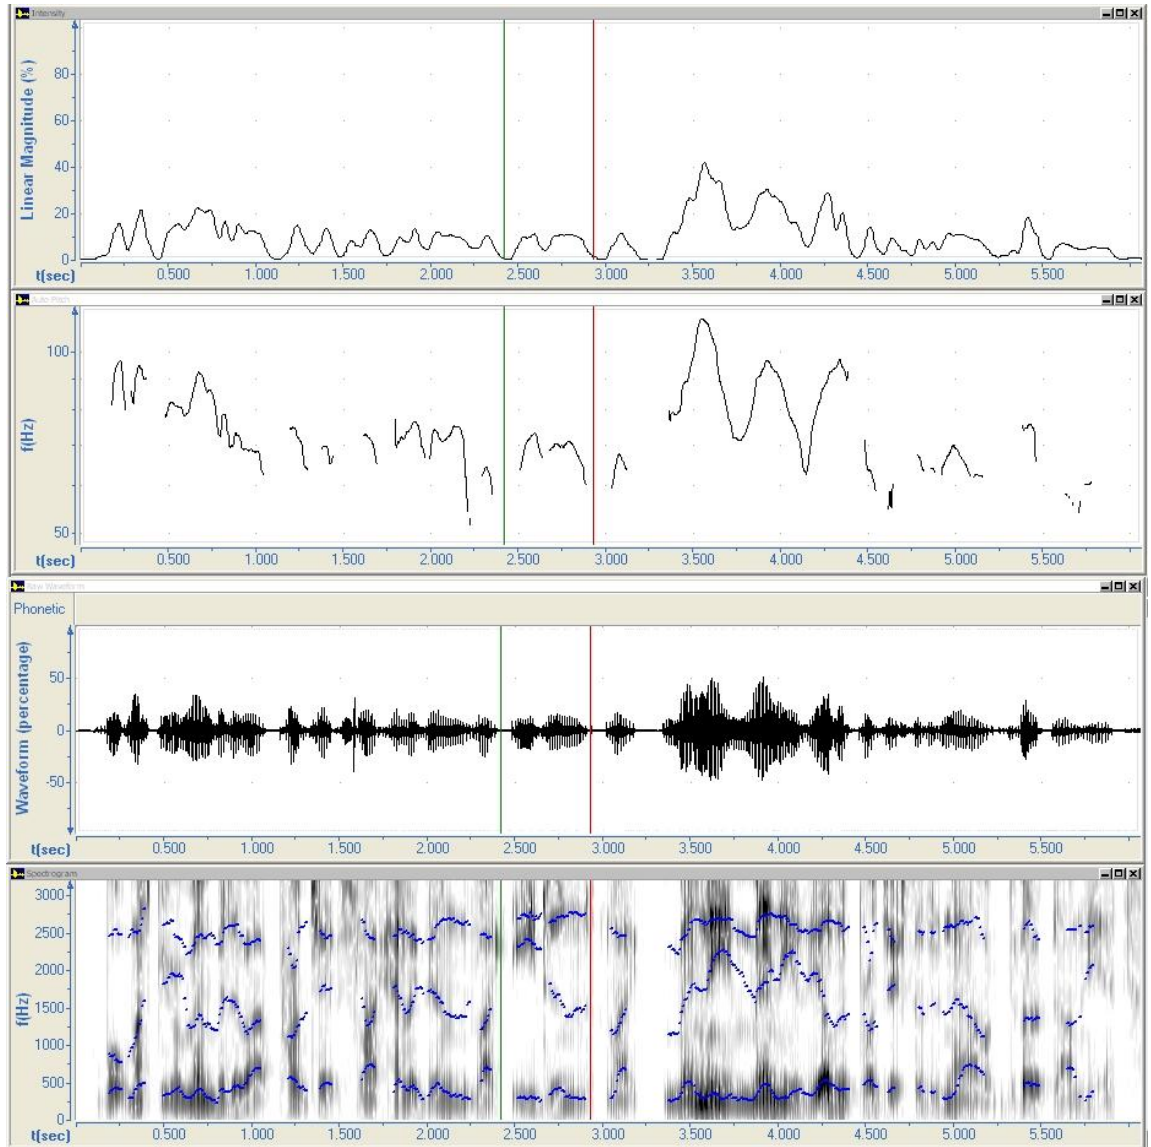 Intensity
Linear Magnitude (%)
80
60
40
20
0
t(sec)
0.500 1.000 1.500 2.000 2.500 3.000 3.500 4.000 4.500 5.000 5.500
Auto Pitch
f(Hz)
100
50
t(sec)
0.500 1.000 1.500 2.000 2.500 3.000 3.500 4.000 4.500 5.000 5.500
Raw Waveform
Phonetic
Waveform (percentage)
50
0
-50
t(sec)
0.500 1.000 1.500 2.000 2.500 3.000 3.500 4.000 4.500 5.000 5.500
Spectrogram
f(Hz)
3000
2500
2000
1500
1000
500
0
t(sec)
0.500 1.000 1.500 2.000 2.500 3.000 3.500 4.000 4.500 5.000 5.500